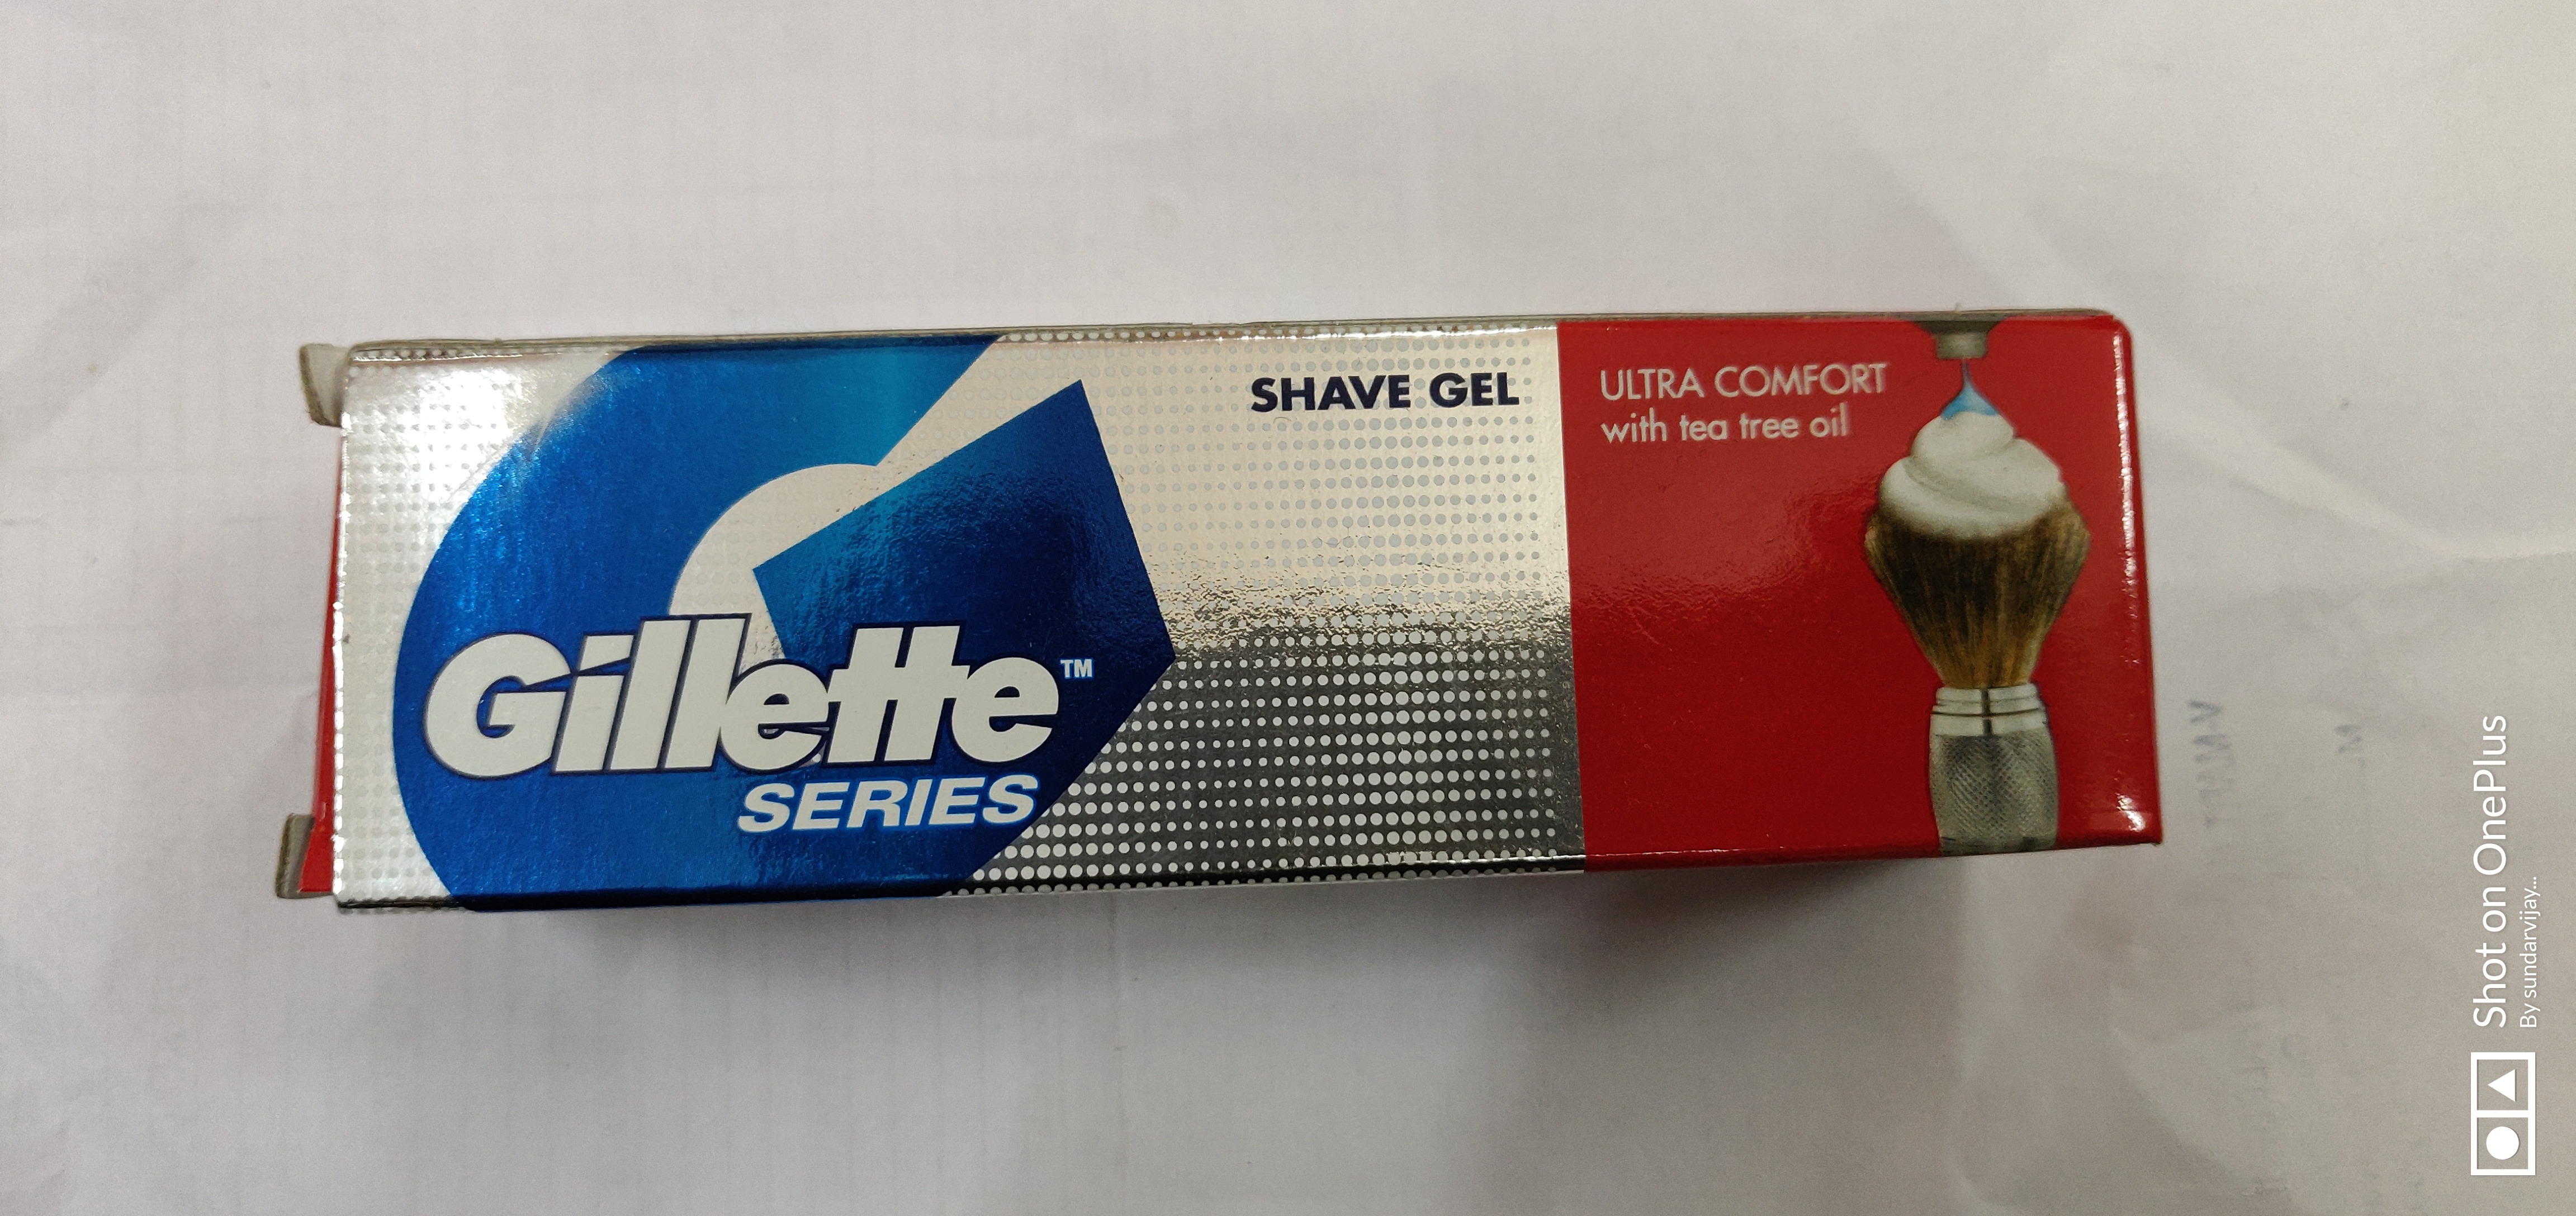 Gillette™
SERIES
SHAVE GEL
ULTRA COMFORT
with tea tree oil
Shot on OnePlus
By sundarvijay...